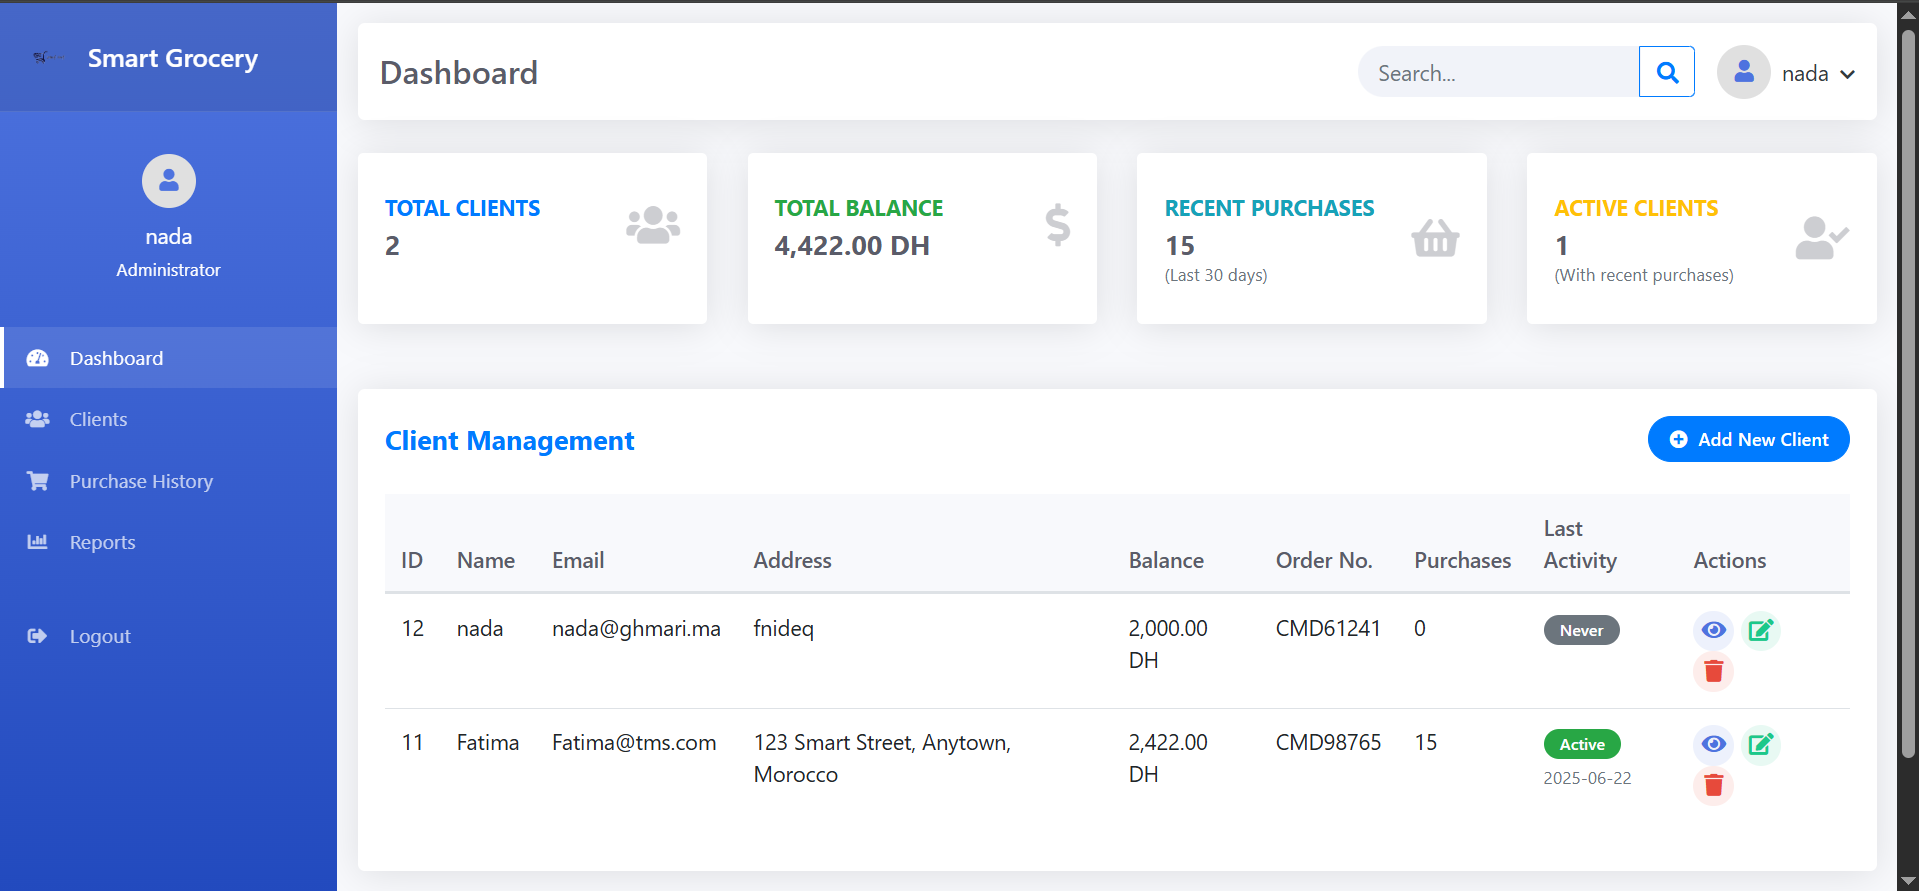 Smart Grocery
nada
Administrator
Dashboard
Clients
Purchase History
Reports
Logout
Dashboard
Search...
nada
TOTAL CLIENTS
2
TOTAL BALANCE
4,422.00 DH
RECENT PURCHASES
15
(Last 30 days)
ACTIVE CLIENTS
1
(With recent purchases)
Client Management
Add New Client
ID Name Email Address Balance Order No. Purchases Last Activity Actions
12 nada nada@ghmari.ma fnideq 2,000.00 DH CMD61241 0 Never
11 Fatima Fatima@tms.com 123 Smart Street, Anytown, Morocco 2,422.00 DH CMD98765 15 Active
2025-06-22